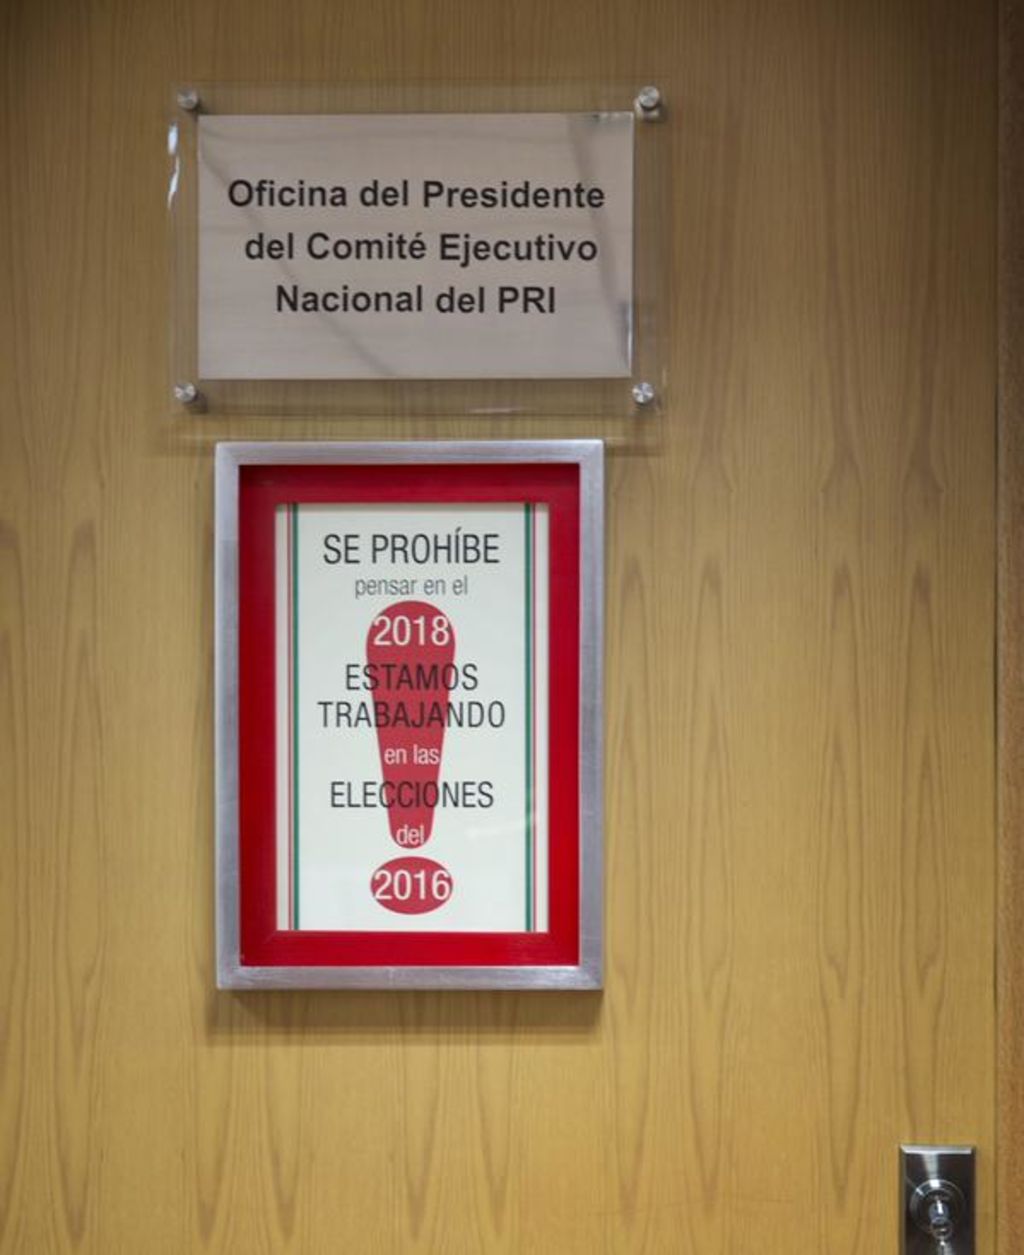 Oficina del Presidente
del Comité Ejecutivo
Nacional del PRI
SE PROHÍBE
pensar en el
2018
ESTAMOS
TRABAJANDO
en las
ELECCIONES
del
2016